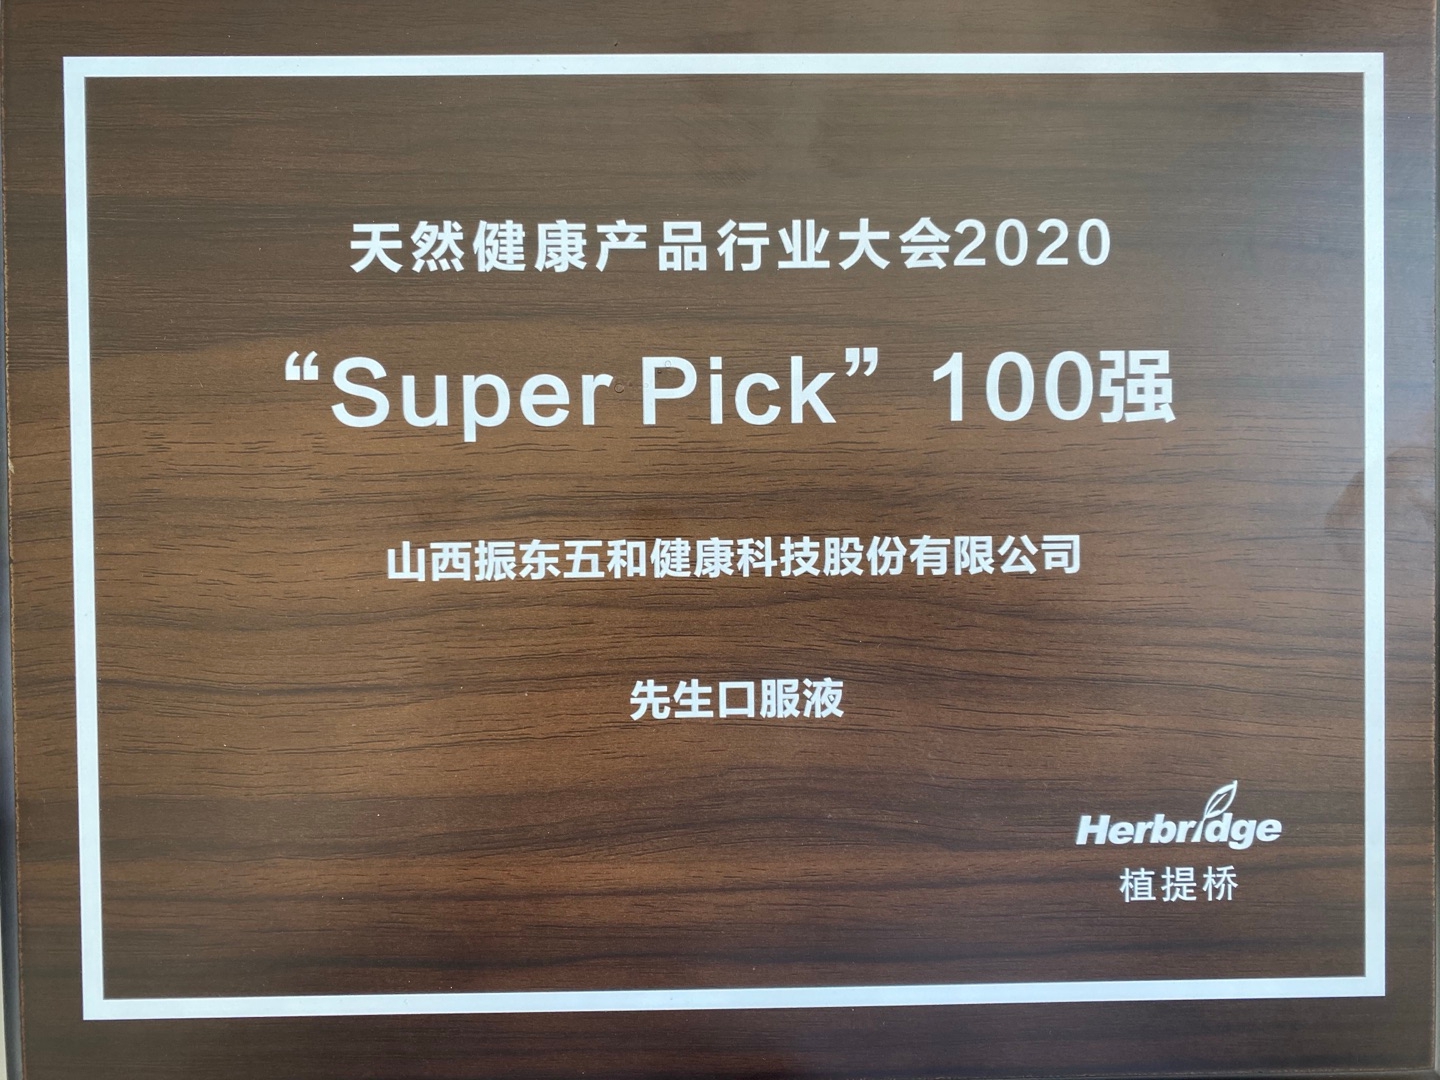 天然健康产品行业大会2020
“Super Pick”100强
山西振东五和健康科技股份有限公司
先生口服液
Herbridge
植提桥